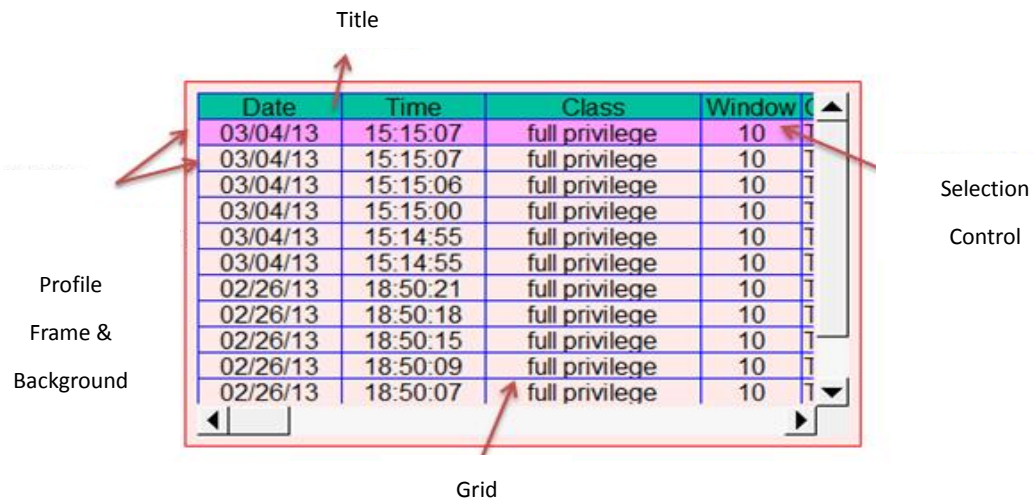 Title
Date Time Class Window
03/04/13 15:15:07 full privilege 10 T
03/04/13 15:15:07 full privilege 10 T
03/04/13 15:15:06 full privilege 10 T
03/04/13 15:15:00 full privilege 10 T
03/04/13 15:14:55 full privilege 10 T
03/04/13 15:14:55 full privilege 10 T
02/26/13 18:50:21 full privilege 10 T
02/26/13 18:50:18 full privilege 10 T
02/26/13 18:50:15 full privilege 10 T
02/26/13 18:50:09 full privilege 10 T
02/26/13 18:50:07 full privilege 10 T
Selection
Control
Profile
Frame &
Background
Grid